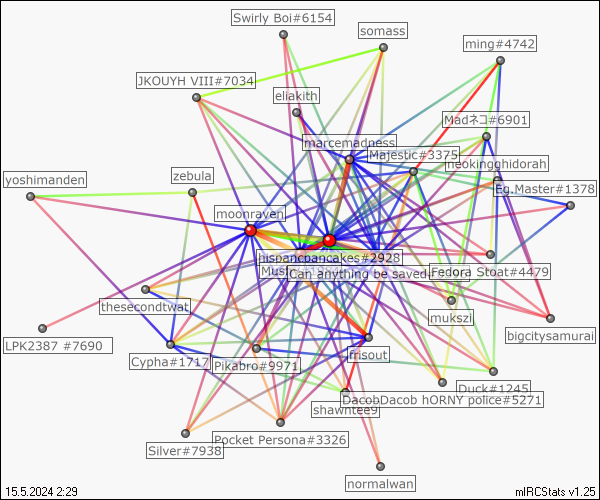 Swirly Boi#6154
somass
ming#4742
JKOUYH VIII#7034
eliakith
Madネコ#6901
marcemadness
Majestic#3375
neokingghidorah
yoshimanden
zebula
Eg.Master#1378
moonraven
hispancpancakes#2928
Can anything be saved
Fedora Stoat#4479
thesecondtwat
mukszi
bigcitysamurai
LPK2387 #7690
frisout
Cypha#1717
Pikabro#9971
Duck#1245
DacobDacob hORNY police#5271
shawntee9
Pocket Persona#3326
Silver#7938
normalwan
15.5.2024 2:29
mIRCStats v1.25